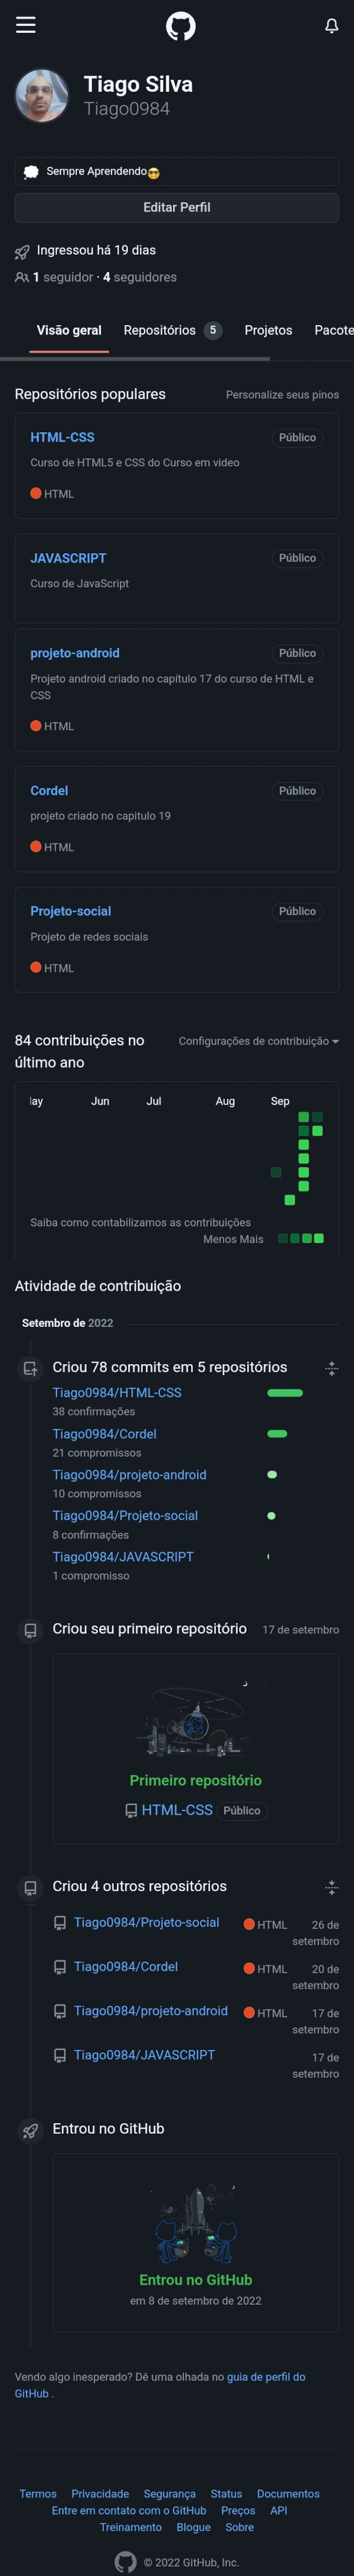 Tiago Silva
Tiago0984
Sempre Aprendendo😎
Editar Perfil
Ingressou há 19 dias
1 seguidor · 4 seguidores
Visão geral Repositórios 5 Projetos Pacote
Repositórios populares Personalize seus pinos
HTML-CSS Público
Curso de HTML5 e CSS do Curso em video
HTML
JAVASCRIPT Público
Curso de JavaScript
projeto-android Público
Projeto android criado no capítulo 17 do curso de HTML e
CSS
HTML
Cordel Público
projeto criado no capitulo 19
HTML
Projeto-social Público
Projeto de redes sociais
HTML
84 contribuições no Configurações de contribuição
último ano
ay Jun Jul Aug Sep
Saiba como contabilizamos as contribuições
Menos Mais
Atividade de contribuição
Setembro de 2022
Criou 78 commits em 5 repositórios
Tiago0984/HTML-CSS
38 confirmações
Tiago0984/Cordel
21 compromissos
Tiago0984/projeto-android
10 compromissos
Tiago0984/Projeto-social
8 confirmações
Tiago0984/JAVASCRIPT
1 compromisso
Criou seu primeiro repositório 17 de setembro
Primeiro repositório
HTML-CSS Público
Criou 4 outros repositórios
Tiago0984/Projeto-social HTML 26 de
setembro
Tiago0984/Cordel HTML 20 de
setembro
Tiago0984/projeto-android HTML 17 de
setembro
Tiago0984/JAVASCRIPT 17 de
setembro
Entrou no GitHub
Entrou no GitHub
em 8 de setembro de 2022
Vendo algo inesperado? Dê uma olhada no guia de perfil do
GitHub .
Termos Privacidade Segurança Status Documentos
Entre em contato com o GitHub Preços API
Treinamento Blogue Sobre
© 2022 GitHub, Inc.